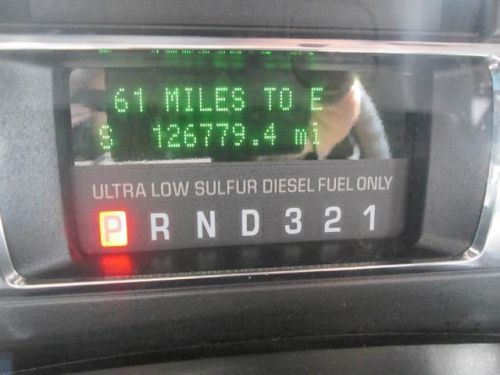 61 MILES TO E
S 126779.4 mi
ULTRA LOW SULFUR DIESEL FUEL ONLY
P R N D 3 2 1